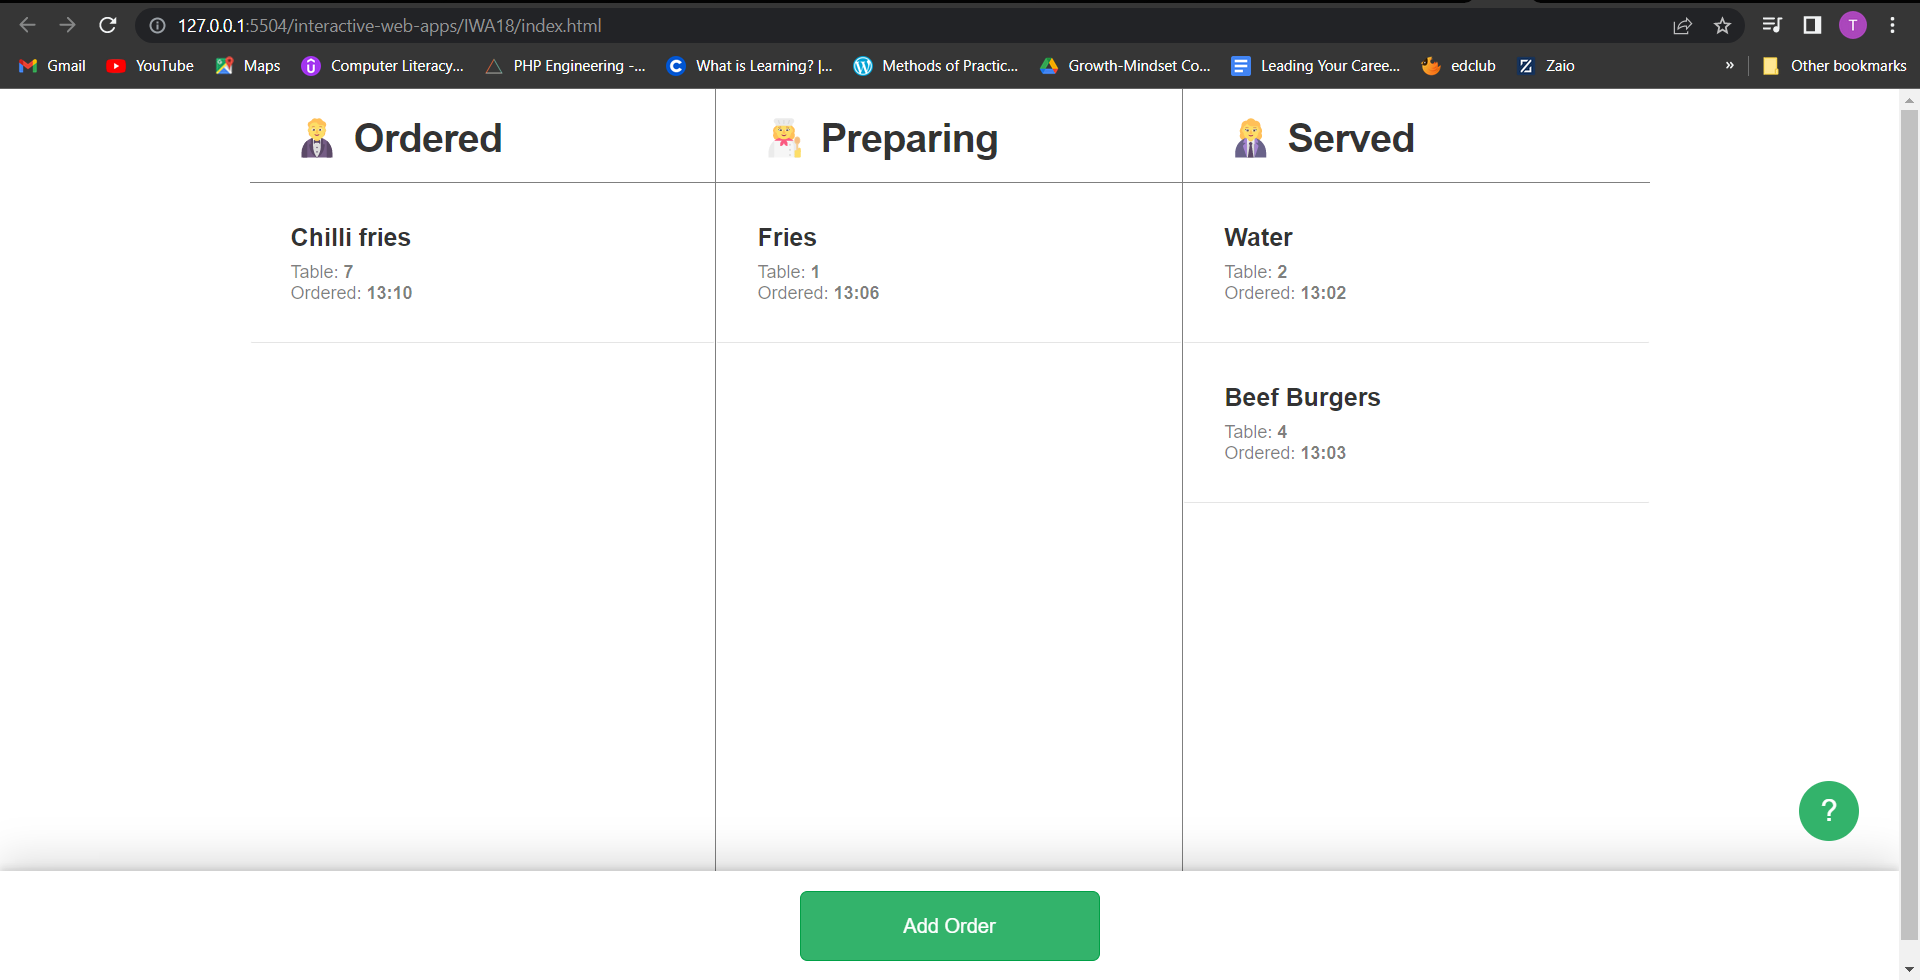 127.0.0.1:5504/interactive-web-apps/IWA18/index.html
T
Gmail YouTube Maps Computer Literacy... PHP Engineering -... What is Learning? |... Methods of Practic... Growth-Mindset Co... Leading Your Caree... edclub Zaio » Other bookmarks
Ordered
Preparing
Served
Chilli fries
Table: 7
Ordered: 13:10
Fries
Table: 1
Ordered: 13:06
Water
Table: 2
Ordered: 13:02
Beef Burgers
Table: 4
Ordered: 13:03
?
Add Order